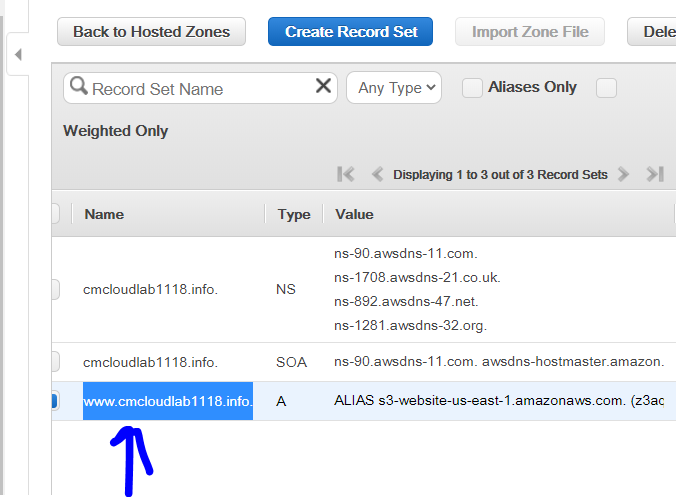 Back to Hosted Zones Create Record Set Import Zone File Dele
Record Set Name Any Type Aliases Only
Weighted Only
Displaying 1 to 3 out of 3 Record Sets
Name Type Value
cmcloudlab1118.info. NS ns-90.awsdns-11.com.
ns-1708.awsdns-21.co.uk.
ns-892.awsdns-47.net.
ns-1281.awsdns-32.org.
cmcloudlab1118.info. SOA ns-90.awsdns-11.com. awsdns-hostmaster.amazon.
www.cmcloudlab1118.info. A ALIAS s3-website-us-east-1.amazonaws.com. (z3ac